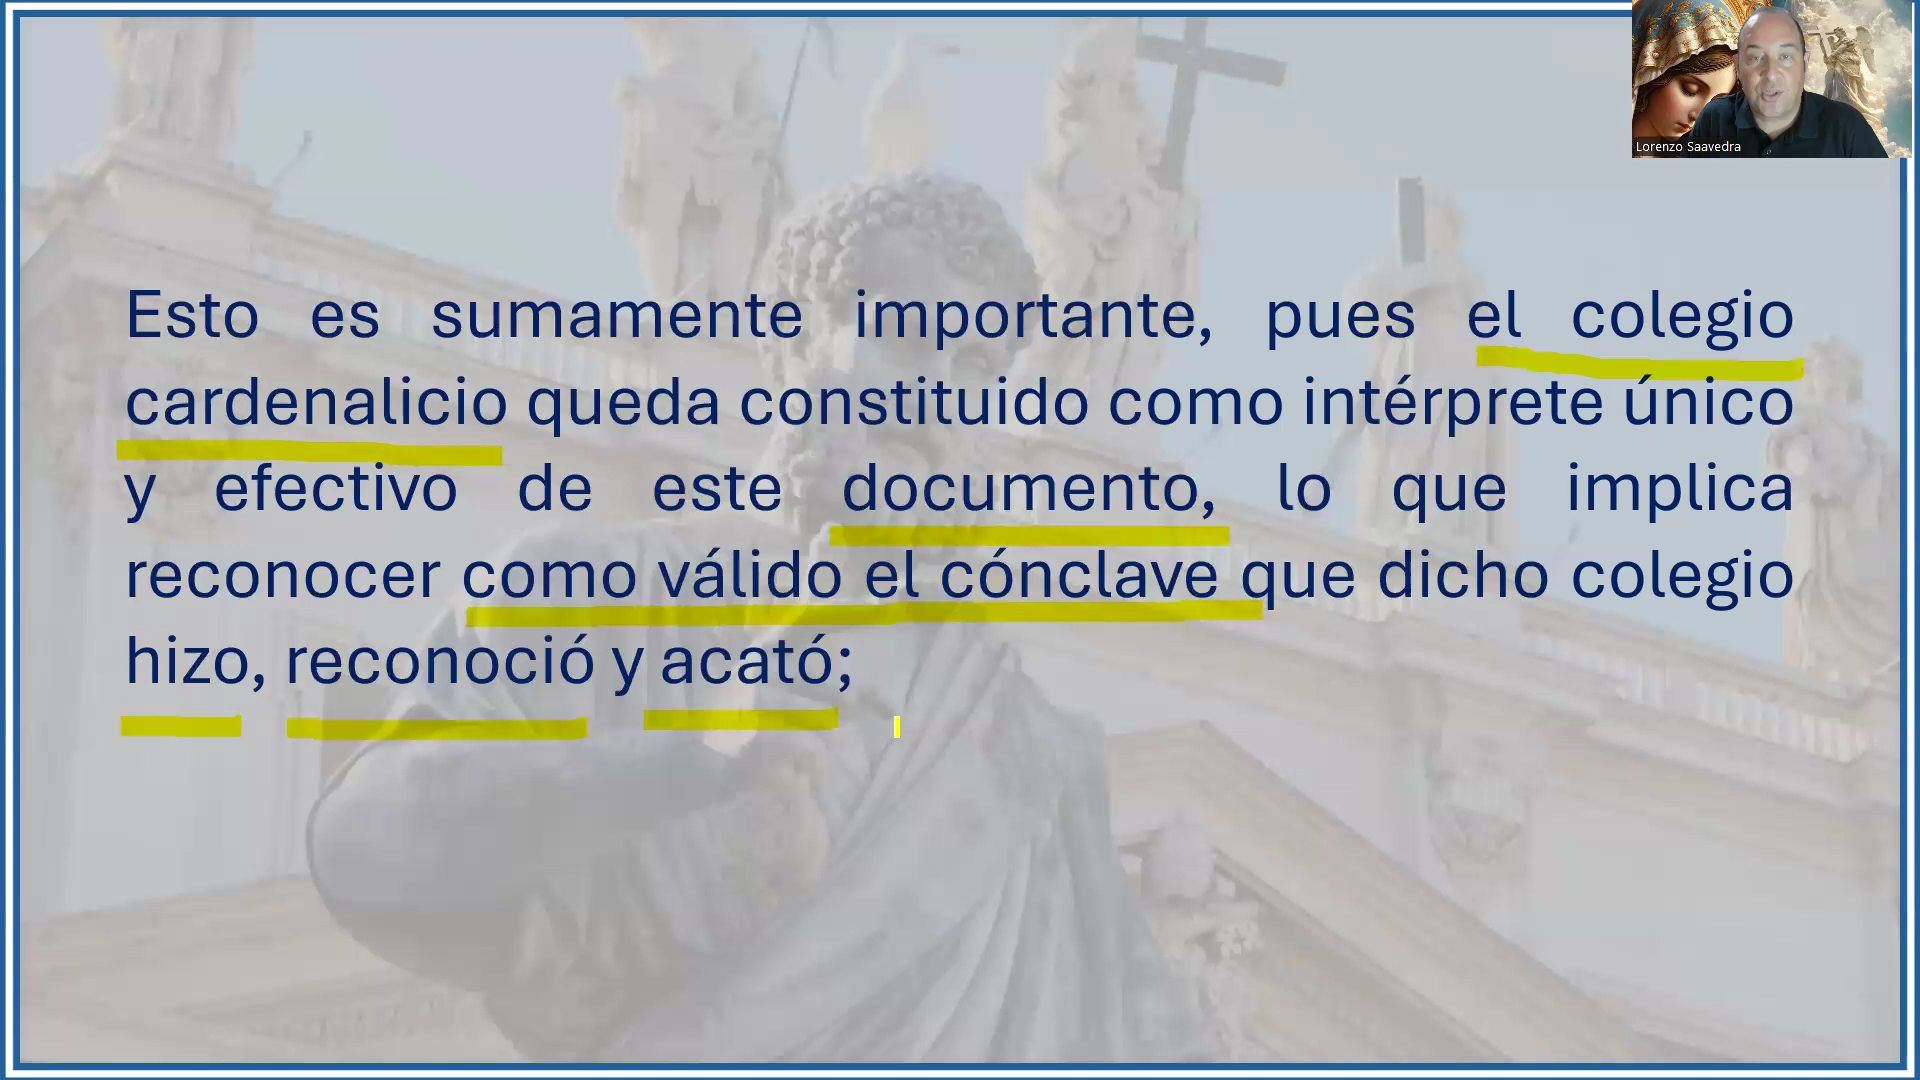 Lorenzo Saavedra
Esto es sumamente importante, pues el colegio
cardenalicio queda constituido como intérprete único
y efectivo de este documento, lo que implica
reconocer como válido el cónclave que dicho colegio
hizo, reconoció y acató;